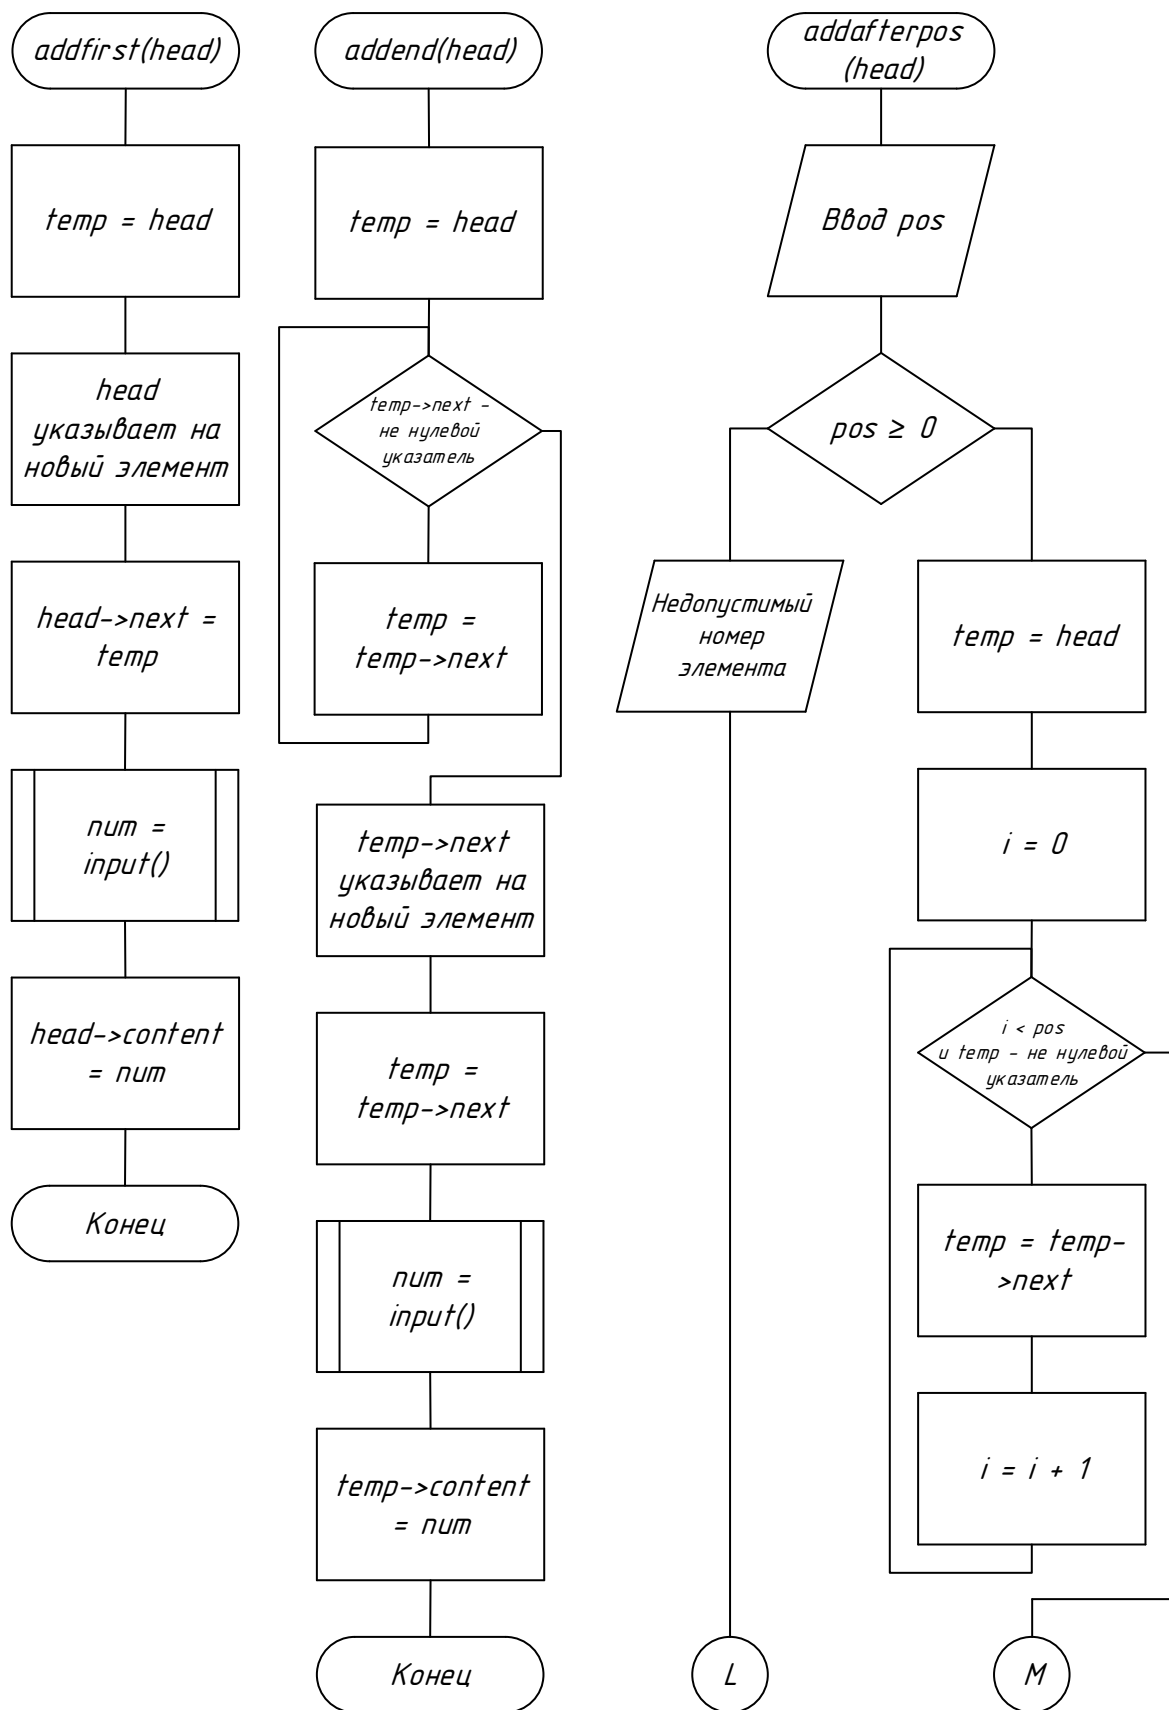 addfirst(head)
temp = head
head
указывает на
новый элемент
head->next =
temp
num =
input()
head->content
= num
Конец
addend(head)
temp = head
temp->next -
не нулевой
указатель
temp =
temp->next
temp->next
указывает на
новый элемент
temp =
temp->next
num =
input()
temp->content
= num
Конец
addafterpos
(head)
Ввод pos
pos ≥ 0
Недопустимый
номер
элемента
L
temp = head
i = 0
i < pos
и temp - не нулевой
указатель
temp = temp-
>next
i = i + 1
M